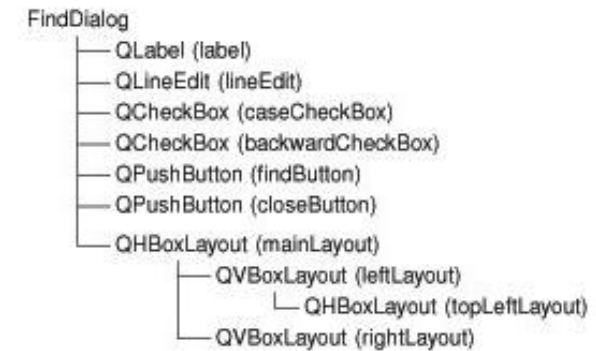 FindDialog
QLabel (label)
QLineEdit (lineEdit)
QCheckBox (caseCheckBox)
QCheckBox (backwardCheckBox)
QPushButton (findButton)
QPushButton (closeButton)
QHBoxLayout (mainLayout)
QVBoxLayout (leftLayout)
QHBoxLayout (topLeftLayout)
QVBoxLayout (rightLayout)